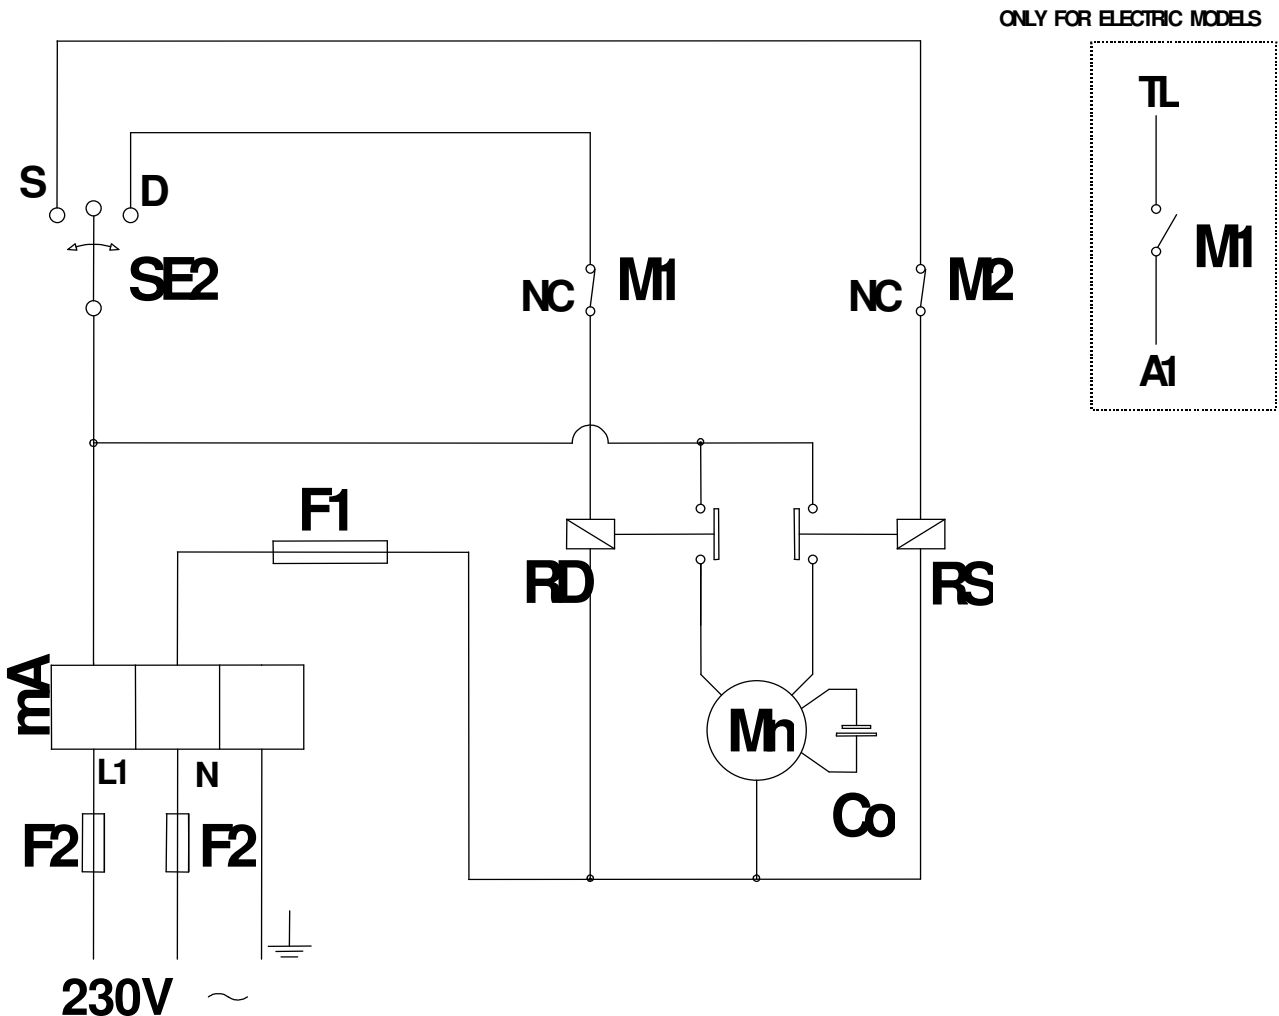 ONLY FOR ELECTRIC MODELS
TL
S
D
M1
SE2
NC
M1
NC
M2
A1
F1
RD
RS
mA
Mn
L1
N
Co
F2
F2
230V ~